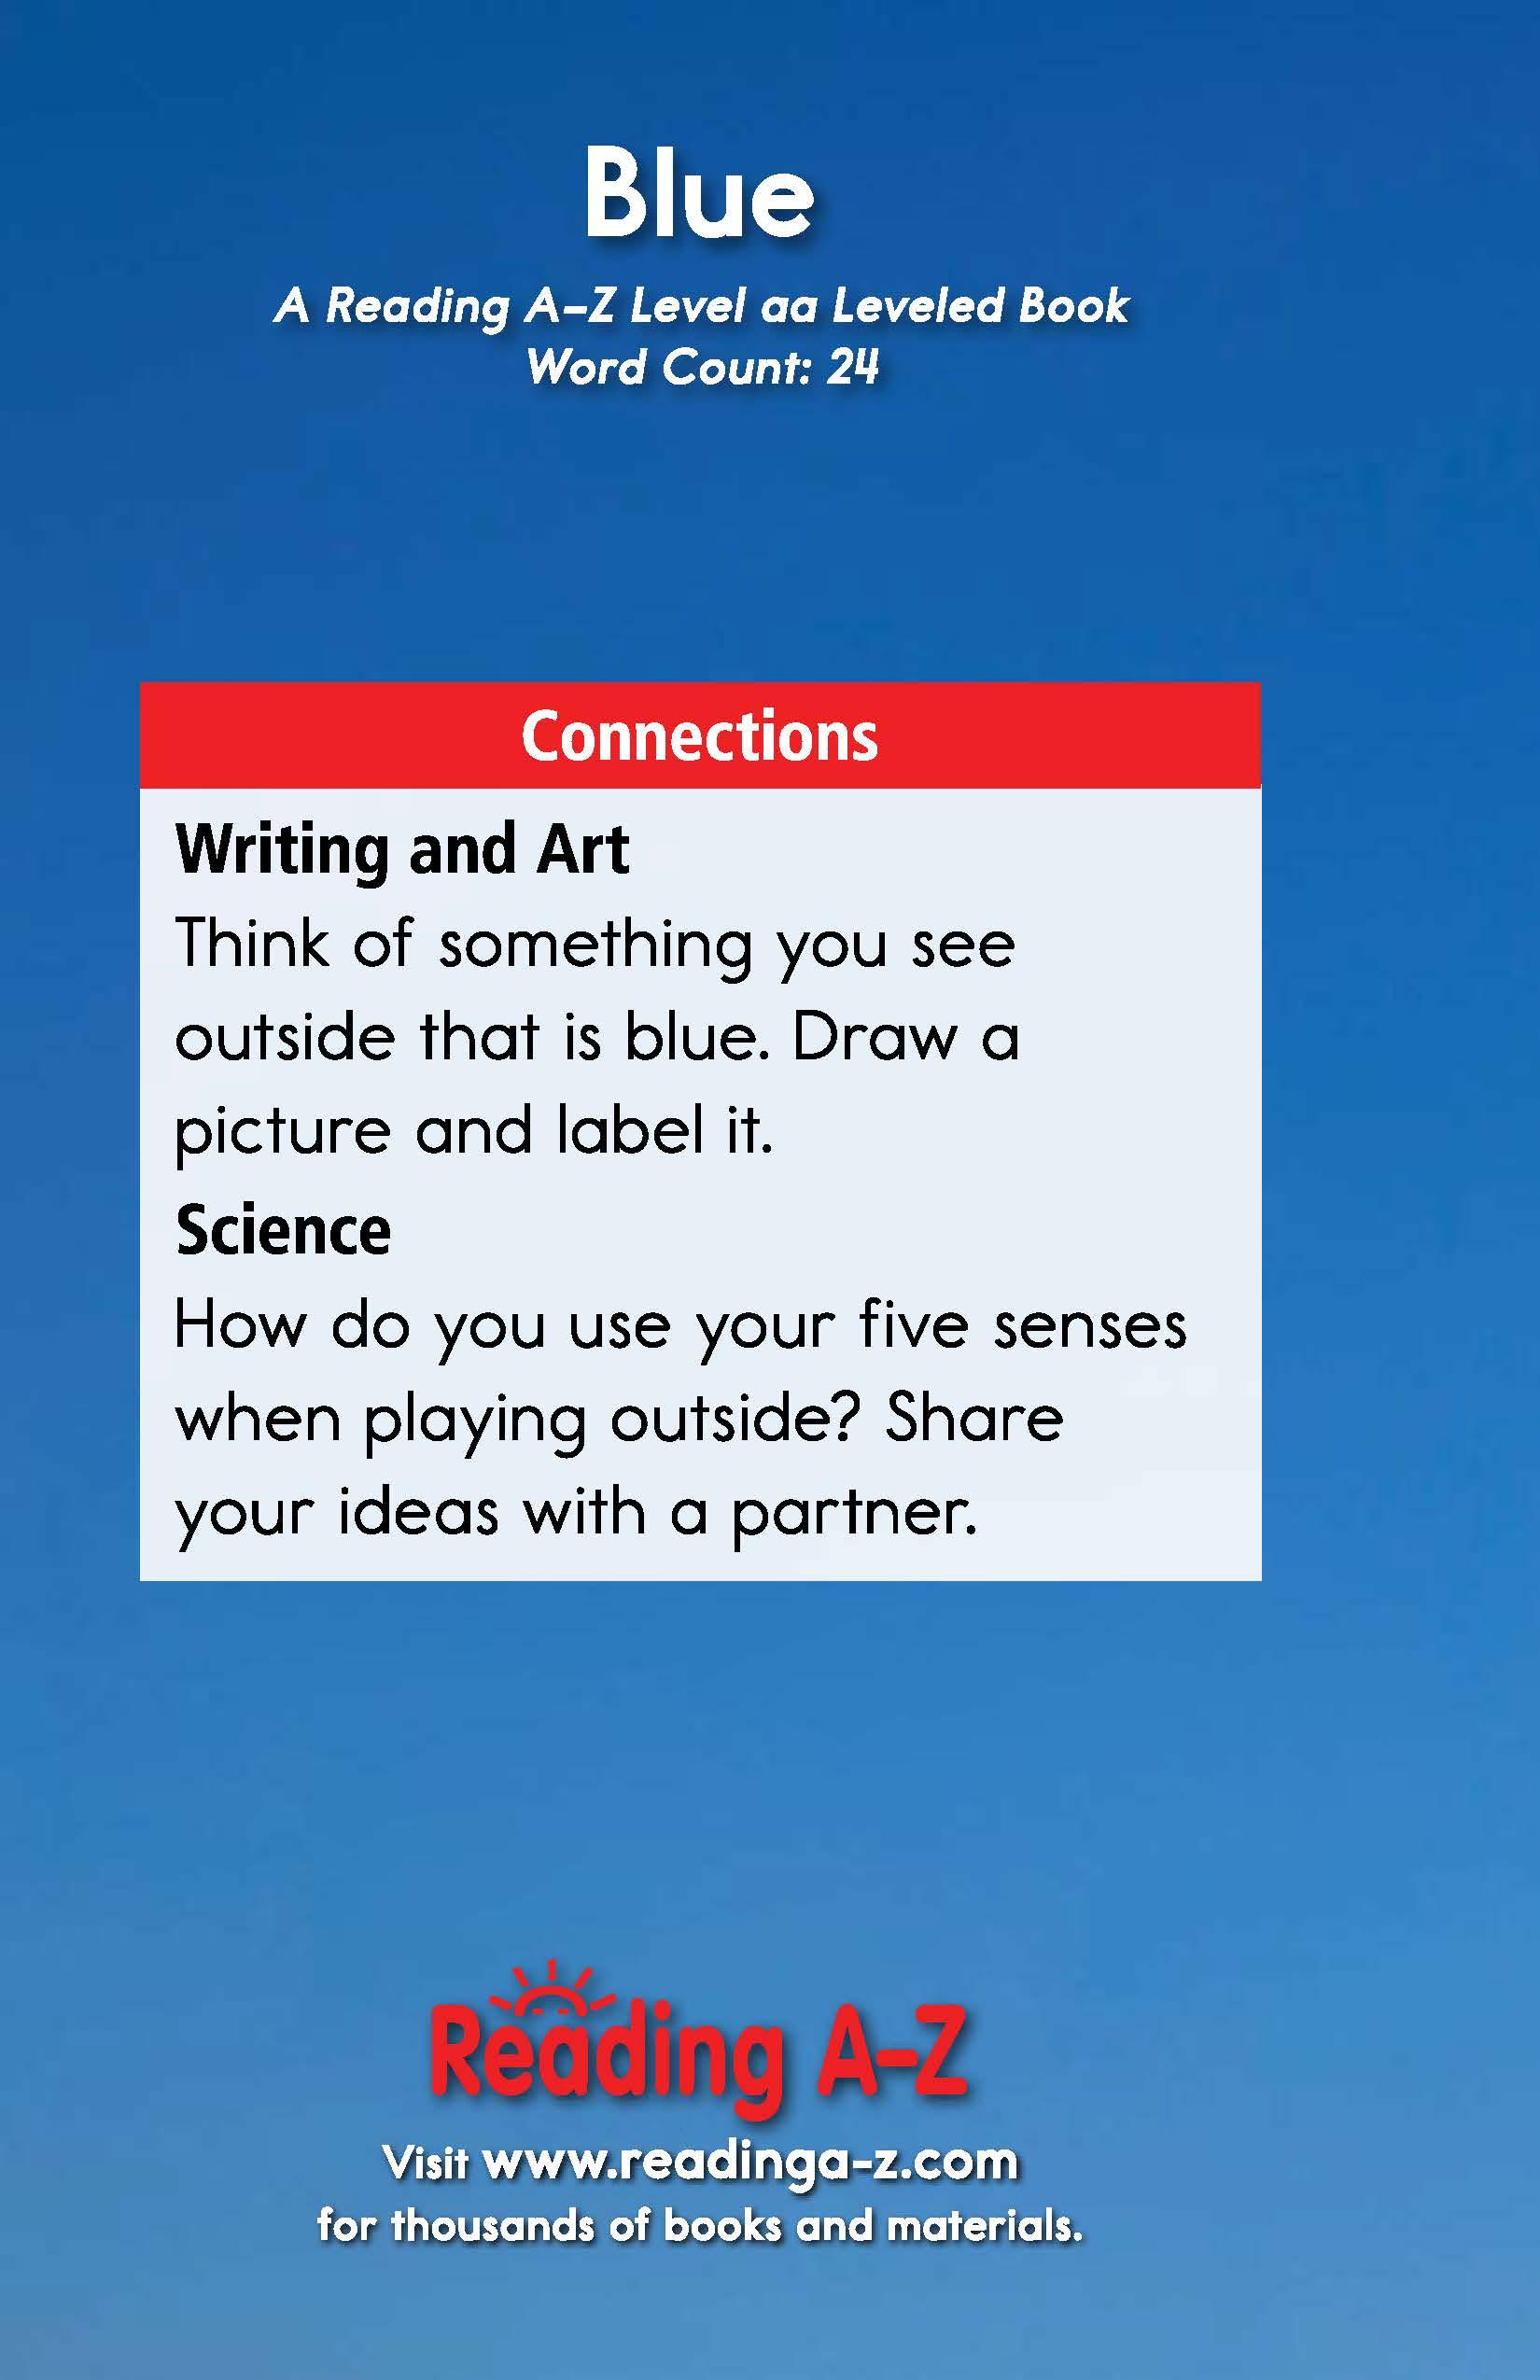 Blue
A Reading A–Z Level aa Leveled Book
Word Count: 24
Connections
Writing and Art
Think of something you see
outside that is blue. Draw a
picture and label it.
Science
How do you use your five senses
when playing outside? Share
your ideas with a partner.
Reading A-Z
Visit www.readinga-z.com
for thousands of books and materials.